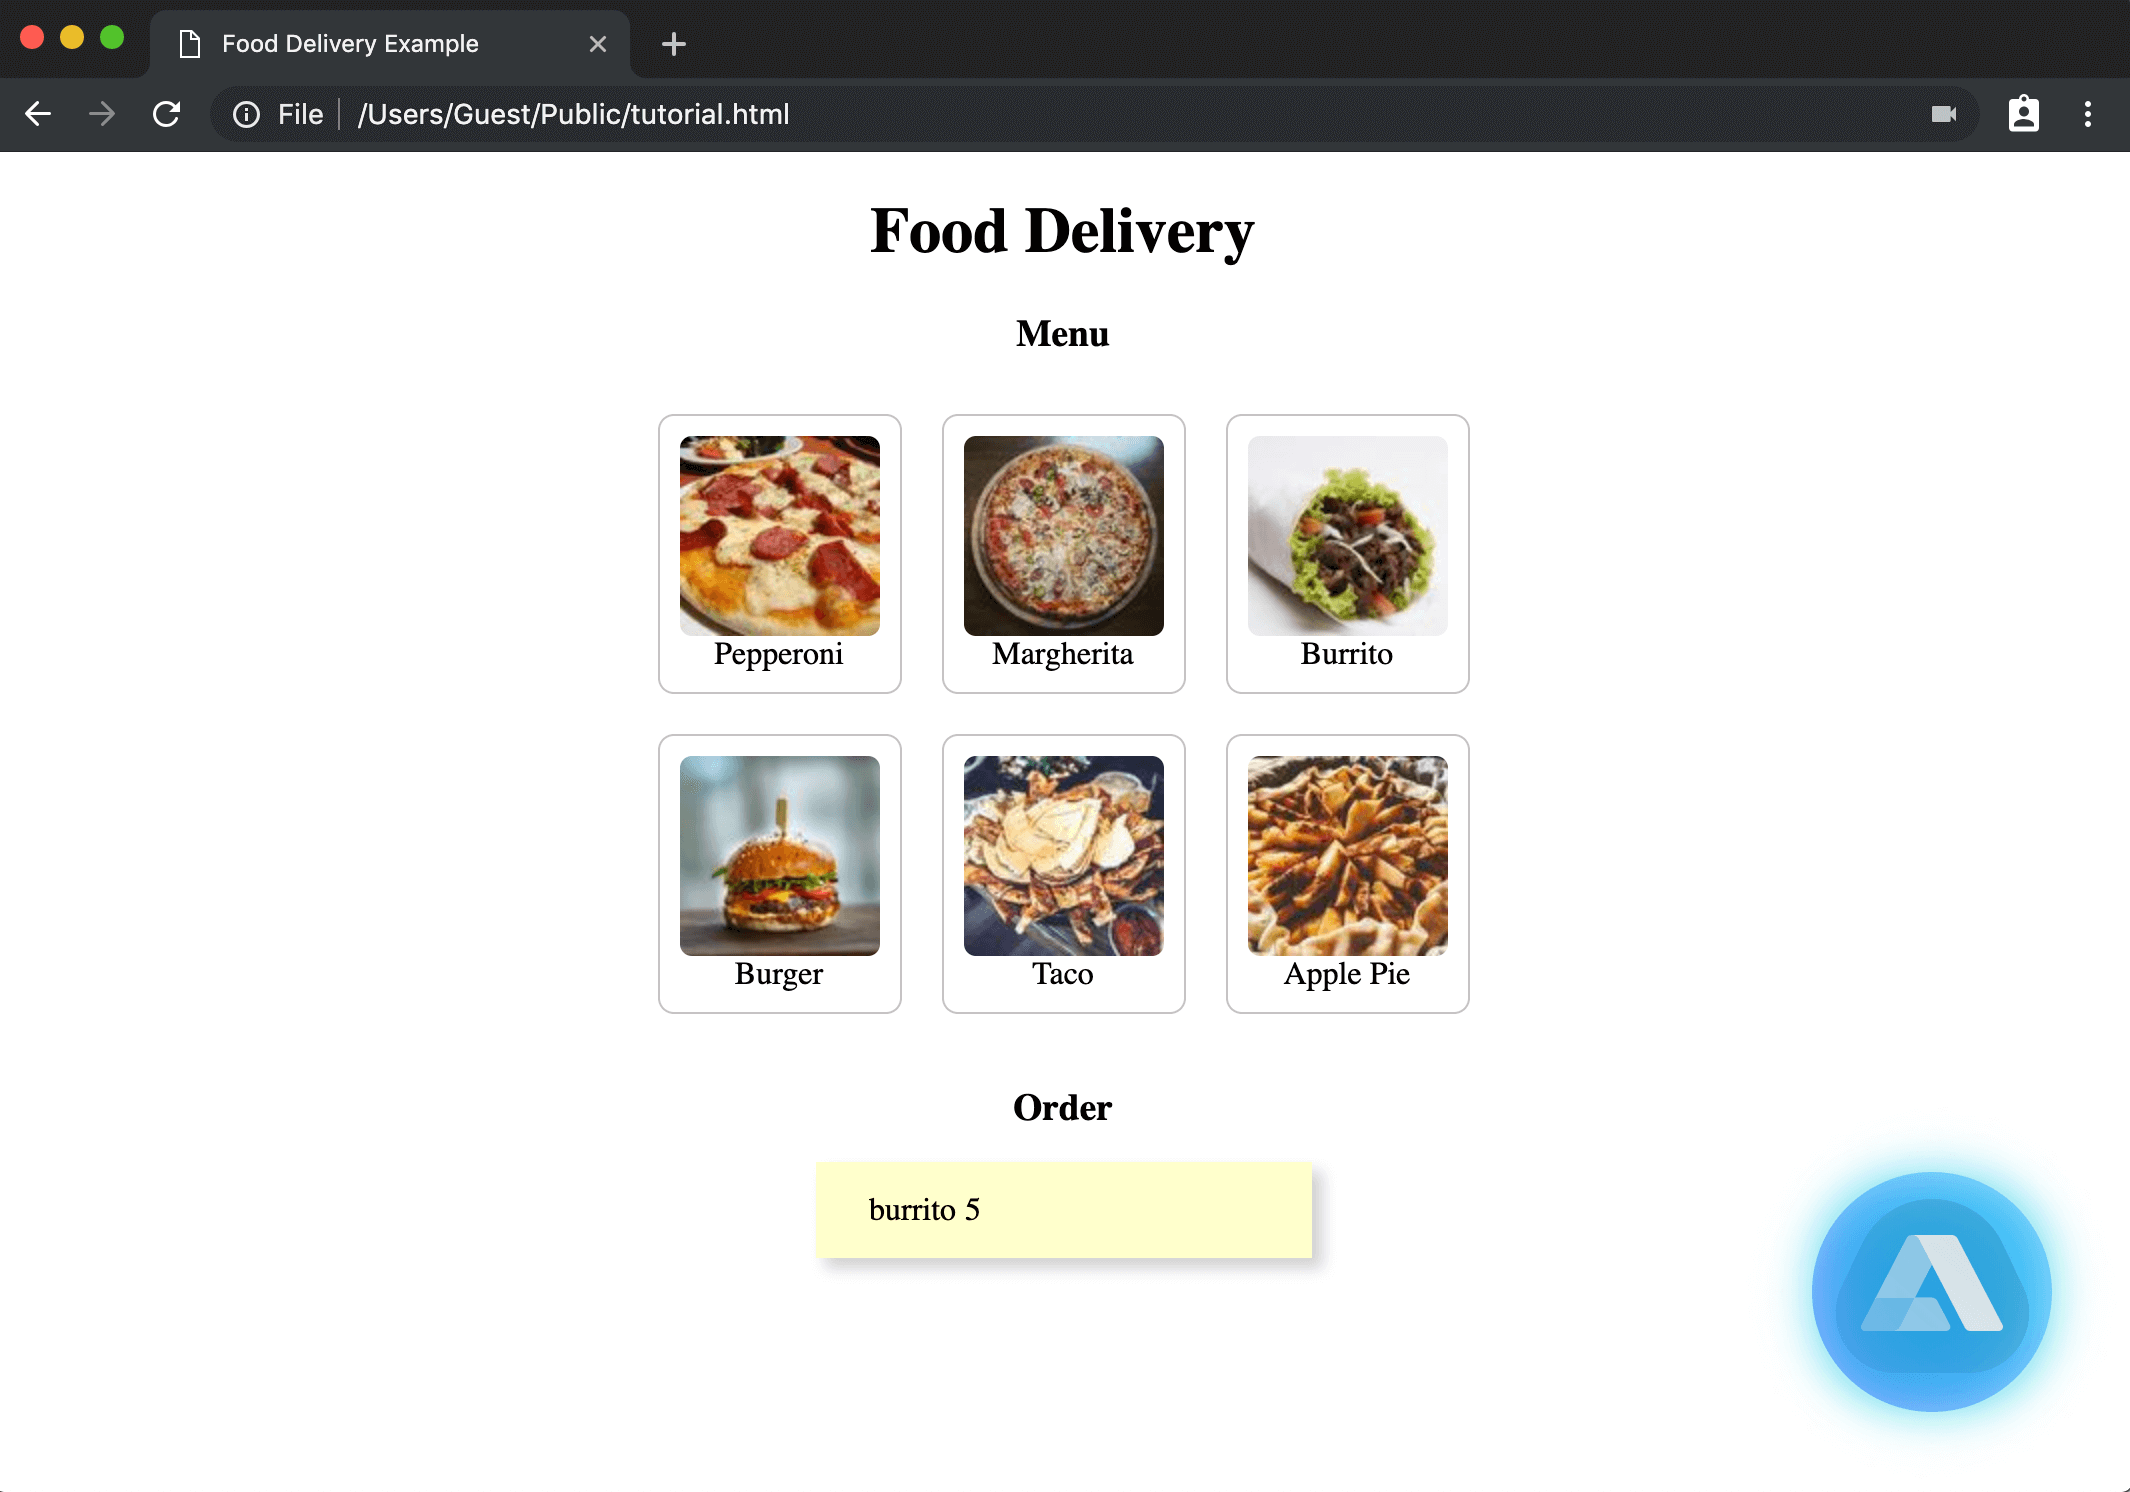 Food Delivery Example
File /Users/Guest/Public/tutorial.html
Food Delivery
Menu
Pepperoni Margherita Burrito
Burger Taco Apple Pie
Order
burrito 5